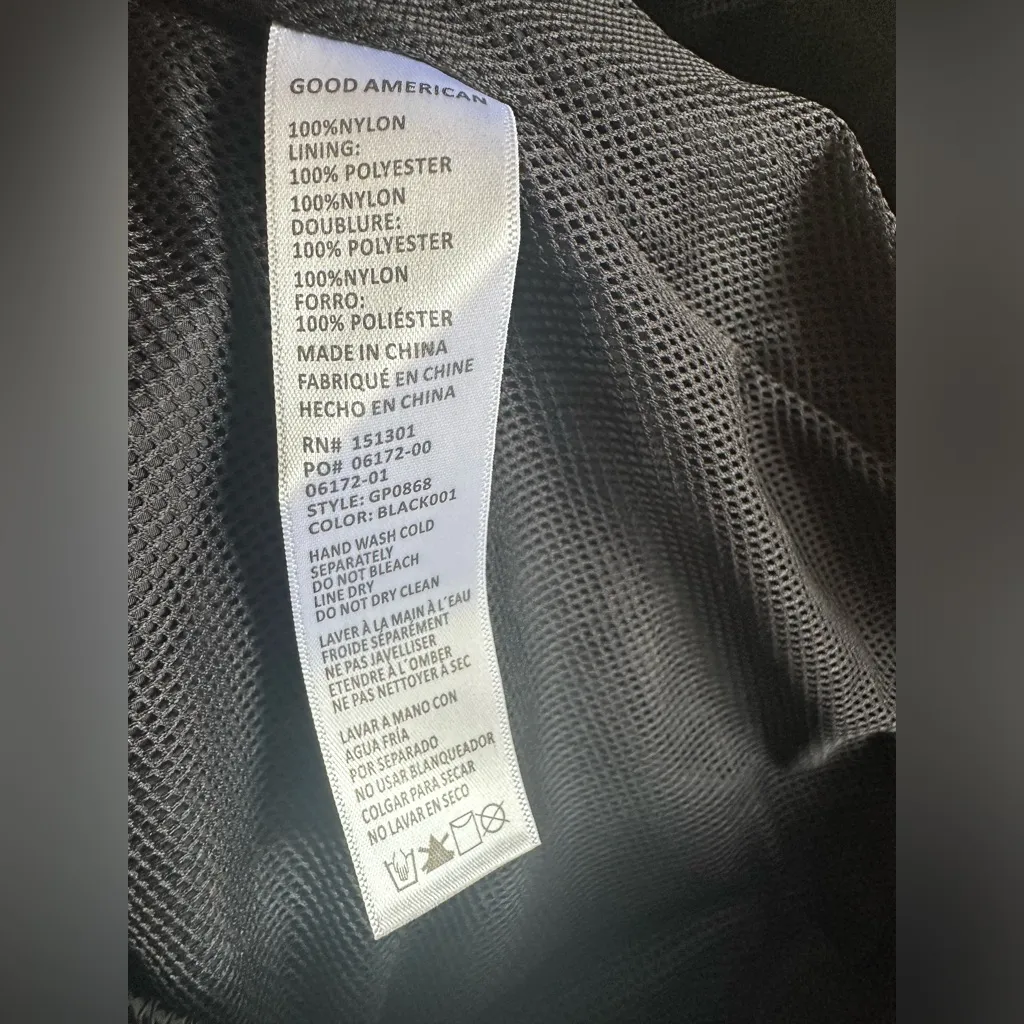 GOOD AMERICAN
100%NYLON
LINING:
100% POLYESTER
100%NYLON
DOUBLURE:
100% POLYESTER
100%NYLON
FORRO:
100% POLIÉSTER
MADE IN CHINA
FABRIQUÉ EN CHINE
HECHO EN CHINA
RN# 151301
PO# 06172-00
06172-01
STYLE: GP0868
COLOR: BLACK001
HAND WASH COLD
SEPARATELY
DO NOT BLEACH
LINE DRY
DO NOT DRY CLEAN
LAVER À LA MAIN À L'EAU
FROIDE SÉPARÉMENT
NE PAS JAVELLISER
ETENDRE À L'OMBER
NE PAS NETTOYER À SEC
LAVAR A MANO CON
AGUA FRÍA
POR SEPARADO
NO USAR BLANQUEADOR
COLGAR PARA SECAR
NO LAVAR EN SECO